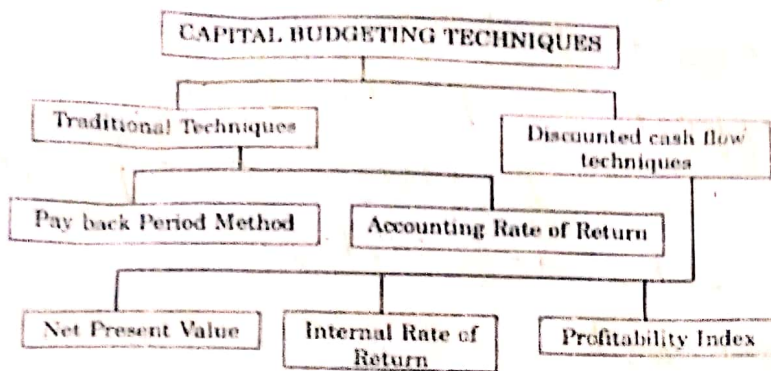 CAPITAL BUDGETING TECHNIQUES
Traditional Techniques
Discounted cash flow
techniques
Pay back Period Method
Accounting Rate of Return
Net Present Value
Internal Rate of
Return
Profitability Index